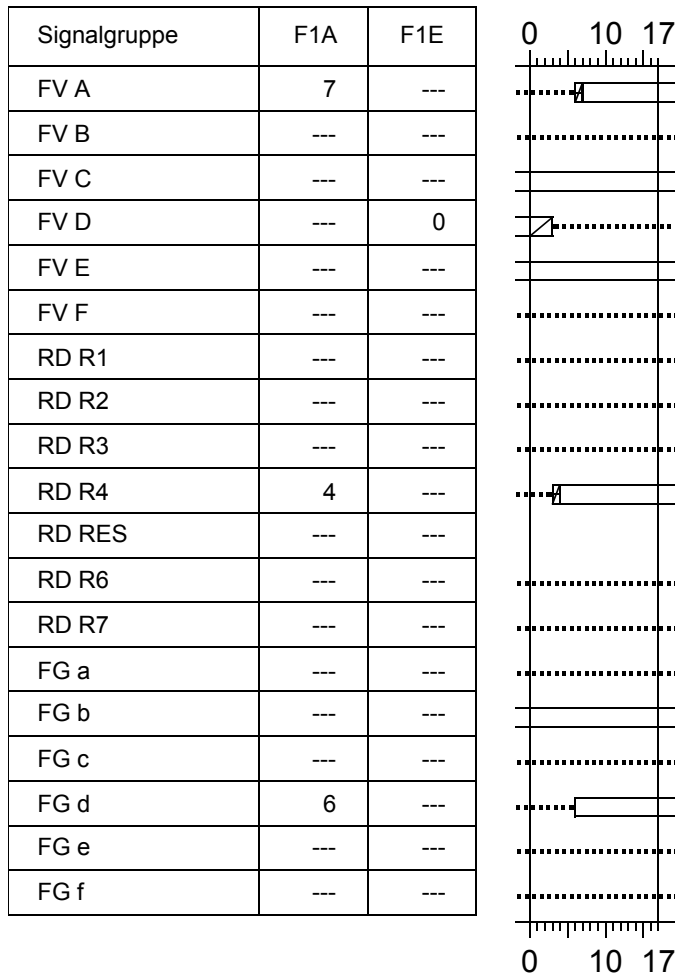 Signalgruppe F1A F1E 0 10 17
FV A 7 ---
FV B --- ---
FV C --- ---
FV D --- 0
FV E --- ---
FV F --- ---
RD R1 --- ---
RD R2 --- ---
RD R3 --- ---
RD R4 4 ---
RD RES --- ---
RD R6 --- ---
RD R7 --- ---
FG a --- ---
FG b --- ---
FG c --- ---
FG d 6 ---
FG e --- ---
FG f --- ---
0 10 17